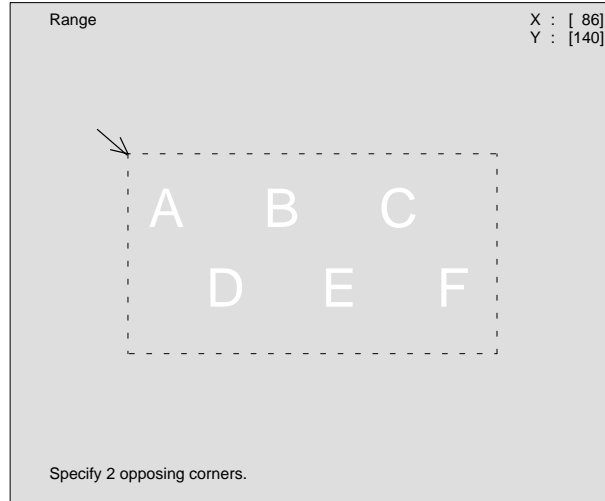 Range X : [ 86]
Y : [140]
A B C
D E F
Specify 2 opposing corners.